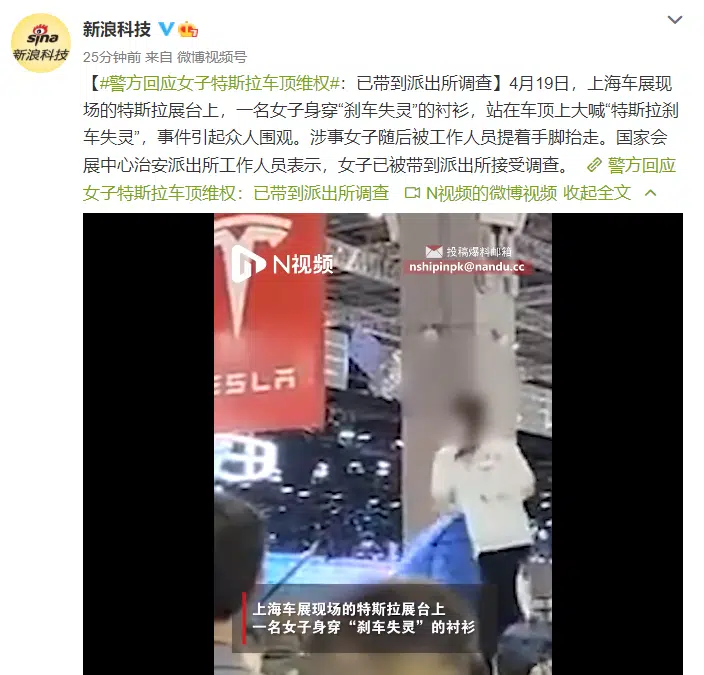 sina
新浪科技
新浪科技
25分钟前 来自 微博视频号
【#警方回应女子特斯拉车顶维权#：已带到派出所调查】4月19日，上海车展现
场的特斯拉展台上，一名女子身穿“刹车失灵”的衬衫，站在车顶上大喊“特斯拉刹
车失灵”，事件引起众人围观。涉事女子随后被工作人员提着手脚抬走。国家会
展中心治安派出所工作人员表示，女子已被带到派出所接受调查。 警方回应
女子特斯拉车顶维权：已带到派出所调查 N视频的微博视频 收起全文
N视频
投稿爆料邮箱
nshipinpk@nandu.cc
ESLA
上海车展现场的特斯拉展台上
一名女子身穿“刹车失灵”的衬衫